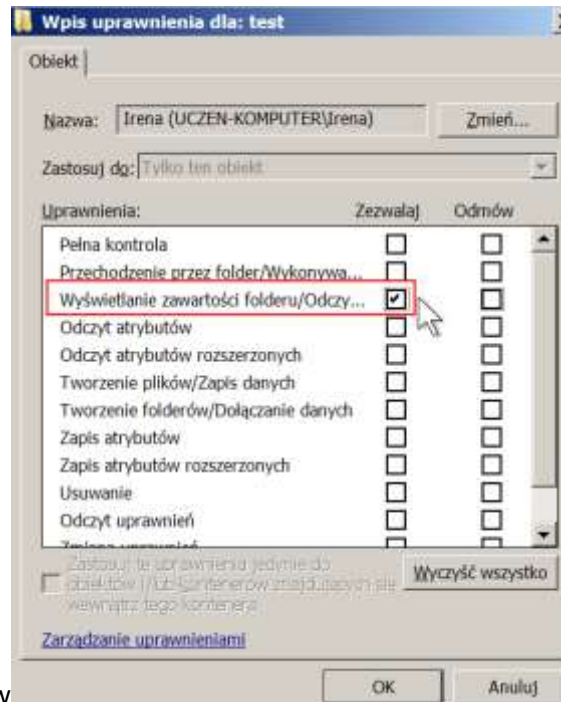 Wpis uprawnienia dla: test
Obiekt
Nazwa: Irena (UCZEN-KOMPUTER\Irena) Zmień...
Zastosuj do: Tylko ten obiekt
Uprawnienia: Zezwalaj Odmów
Pełna kontrola
Przechodzenie przez folder/Wykonywa...
Wyświetlanie zawartości folderu/Odczy...
Odczyt atrybutów
Odczyt atrybutów rozszerzonych
Tworzenie plików/Zapis danych
Tworzenie folderów/Dołączanie danych
Zapis atrybutów
Zapis atrybutów rozszerzonych
Usuwanie
Odczyt uprawnień
Zmiana uprawnień
Zastosuj te uprawnienia jedynie do
obiektów i/lub kontenerów znajdujących się
wewnątrz tego kontenera
Wyczyść wszystko
Zarządzanie uprawnieniami
OK Anuluj